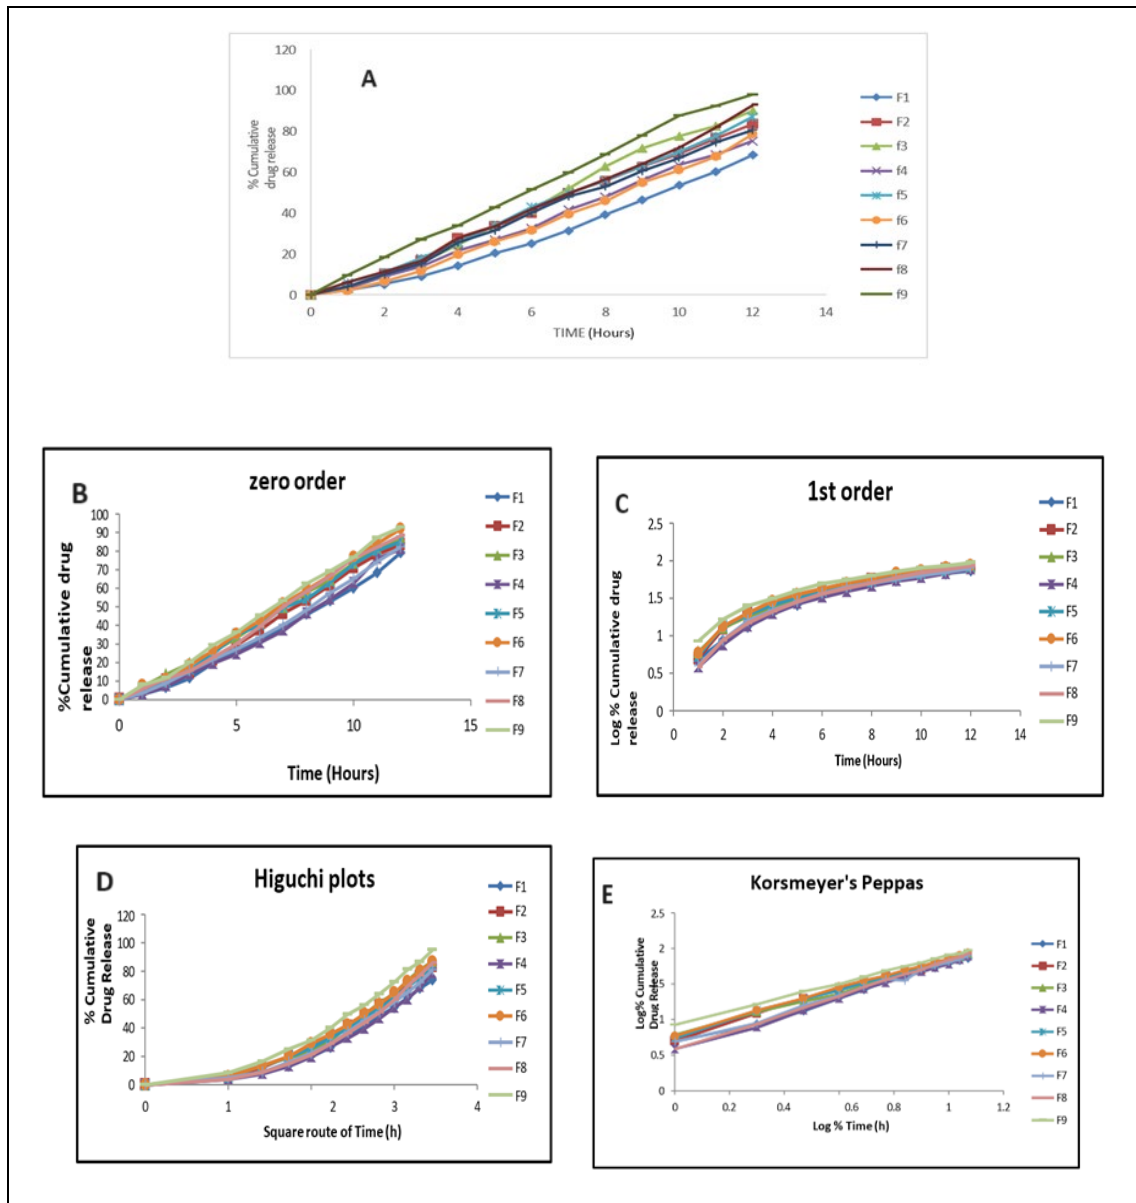 A
% Cumulative
drug release
120
100
80
60
40
20
0
0 2 4 6 8 10 12 14
TIME (Hours)
F1
F2
f3
f4
f5
f6
f7
f8
f9
B
zero order
%Cumulative drug
release
100
90
80
70
60
50
40
30
20
10
0
0 5 10 15
Time (Hours)
F1
F2
F3
F4
F5
F6
F7
F8
F9
C
1st order
Log % Cumulative drug
release
2.5
2
1.5
1
0.5
0
0 2 4 6 8 10 12 14
Time (Hours)
F1
F2
F3
F4
F5
F6
F7
F8
F9
D
Higuchi plots
% Cumulative
Drug Release
120
100
80
60
40
20
0
0 1 2 3 4
Square route of Time (h)
F1
F2
F3
F4
F5
F6
F7
F8
F9
E
Korsmeyer's Peppas
Log% Cumulative
Drug Release
2.5
2
1.5
1
0.5
0
0 0.2 0.4 0.6 0.8 1 1.2
Log % Time (h)
F1
F2
F3
F4
F5
F6
F7
F8
F9